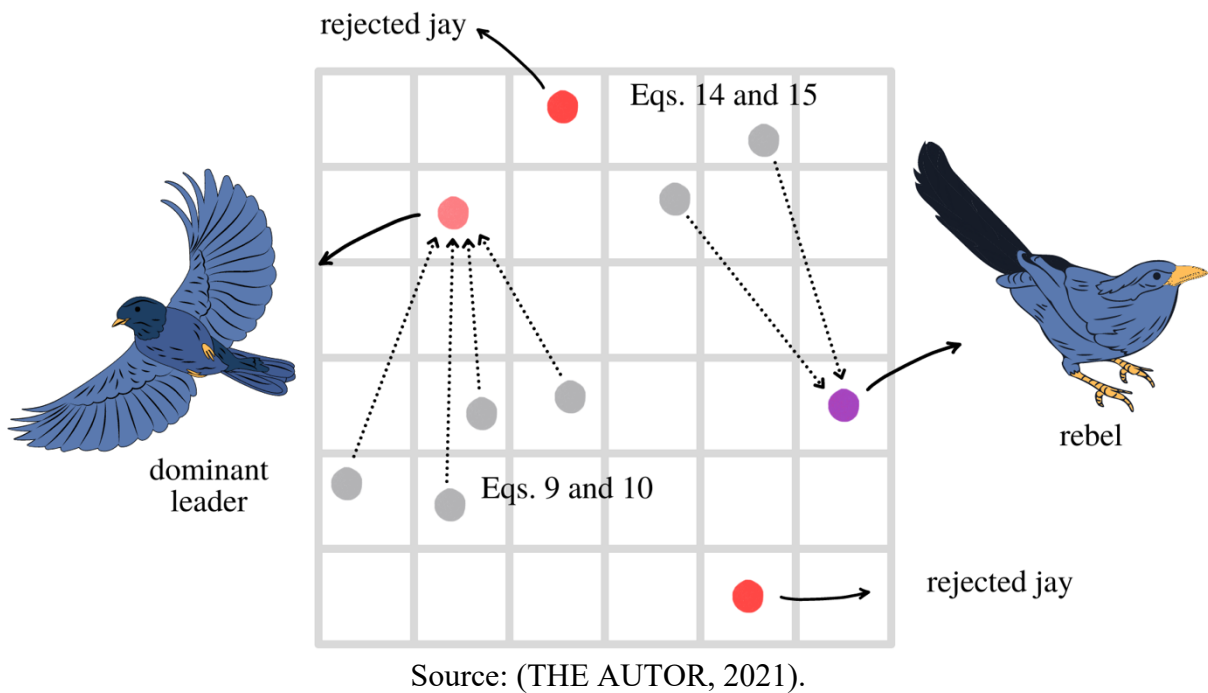 rejected jay
Eqs. 14 and 15
dominant
leader
rebel
Eqs. 9 and 10
rejected jay
Source: (THE AUTOR, 2021).